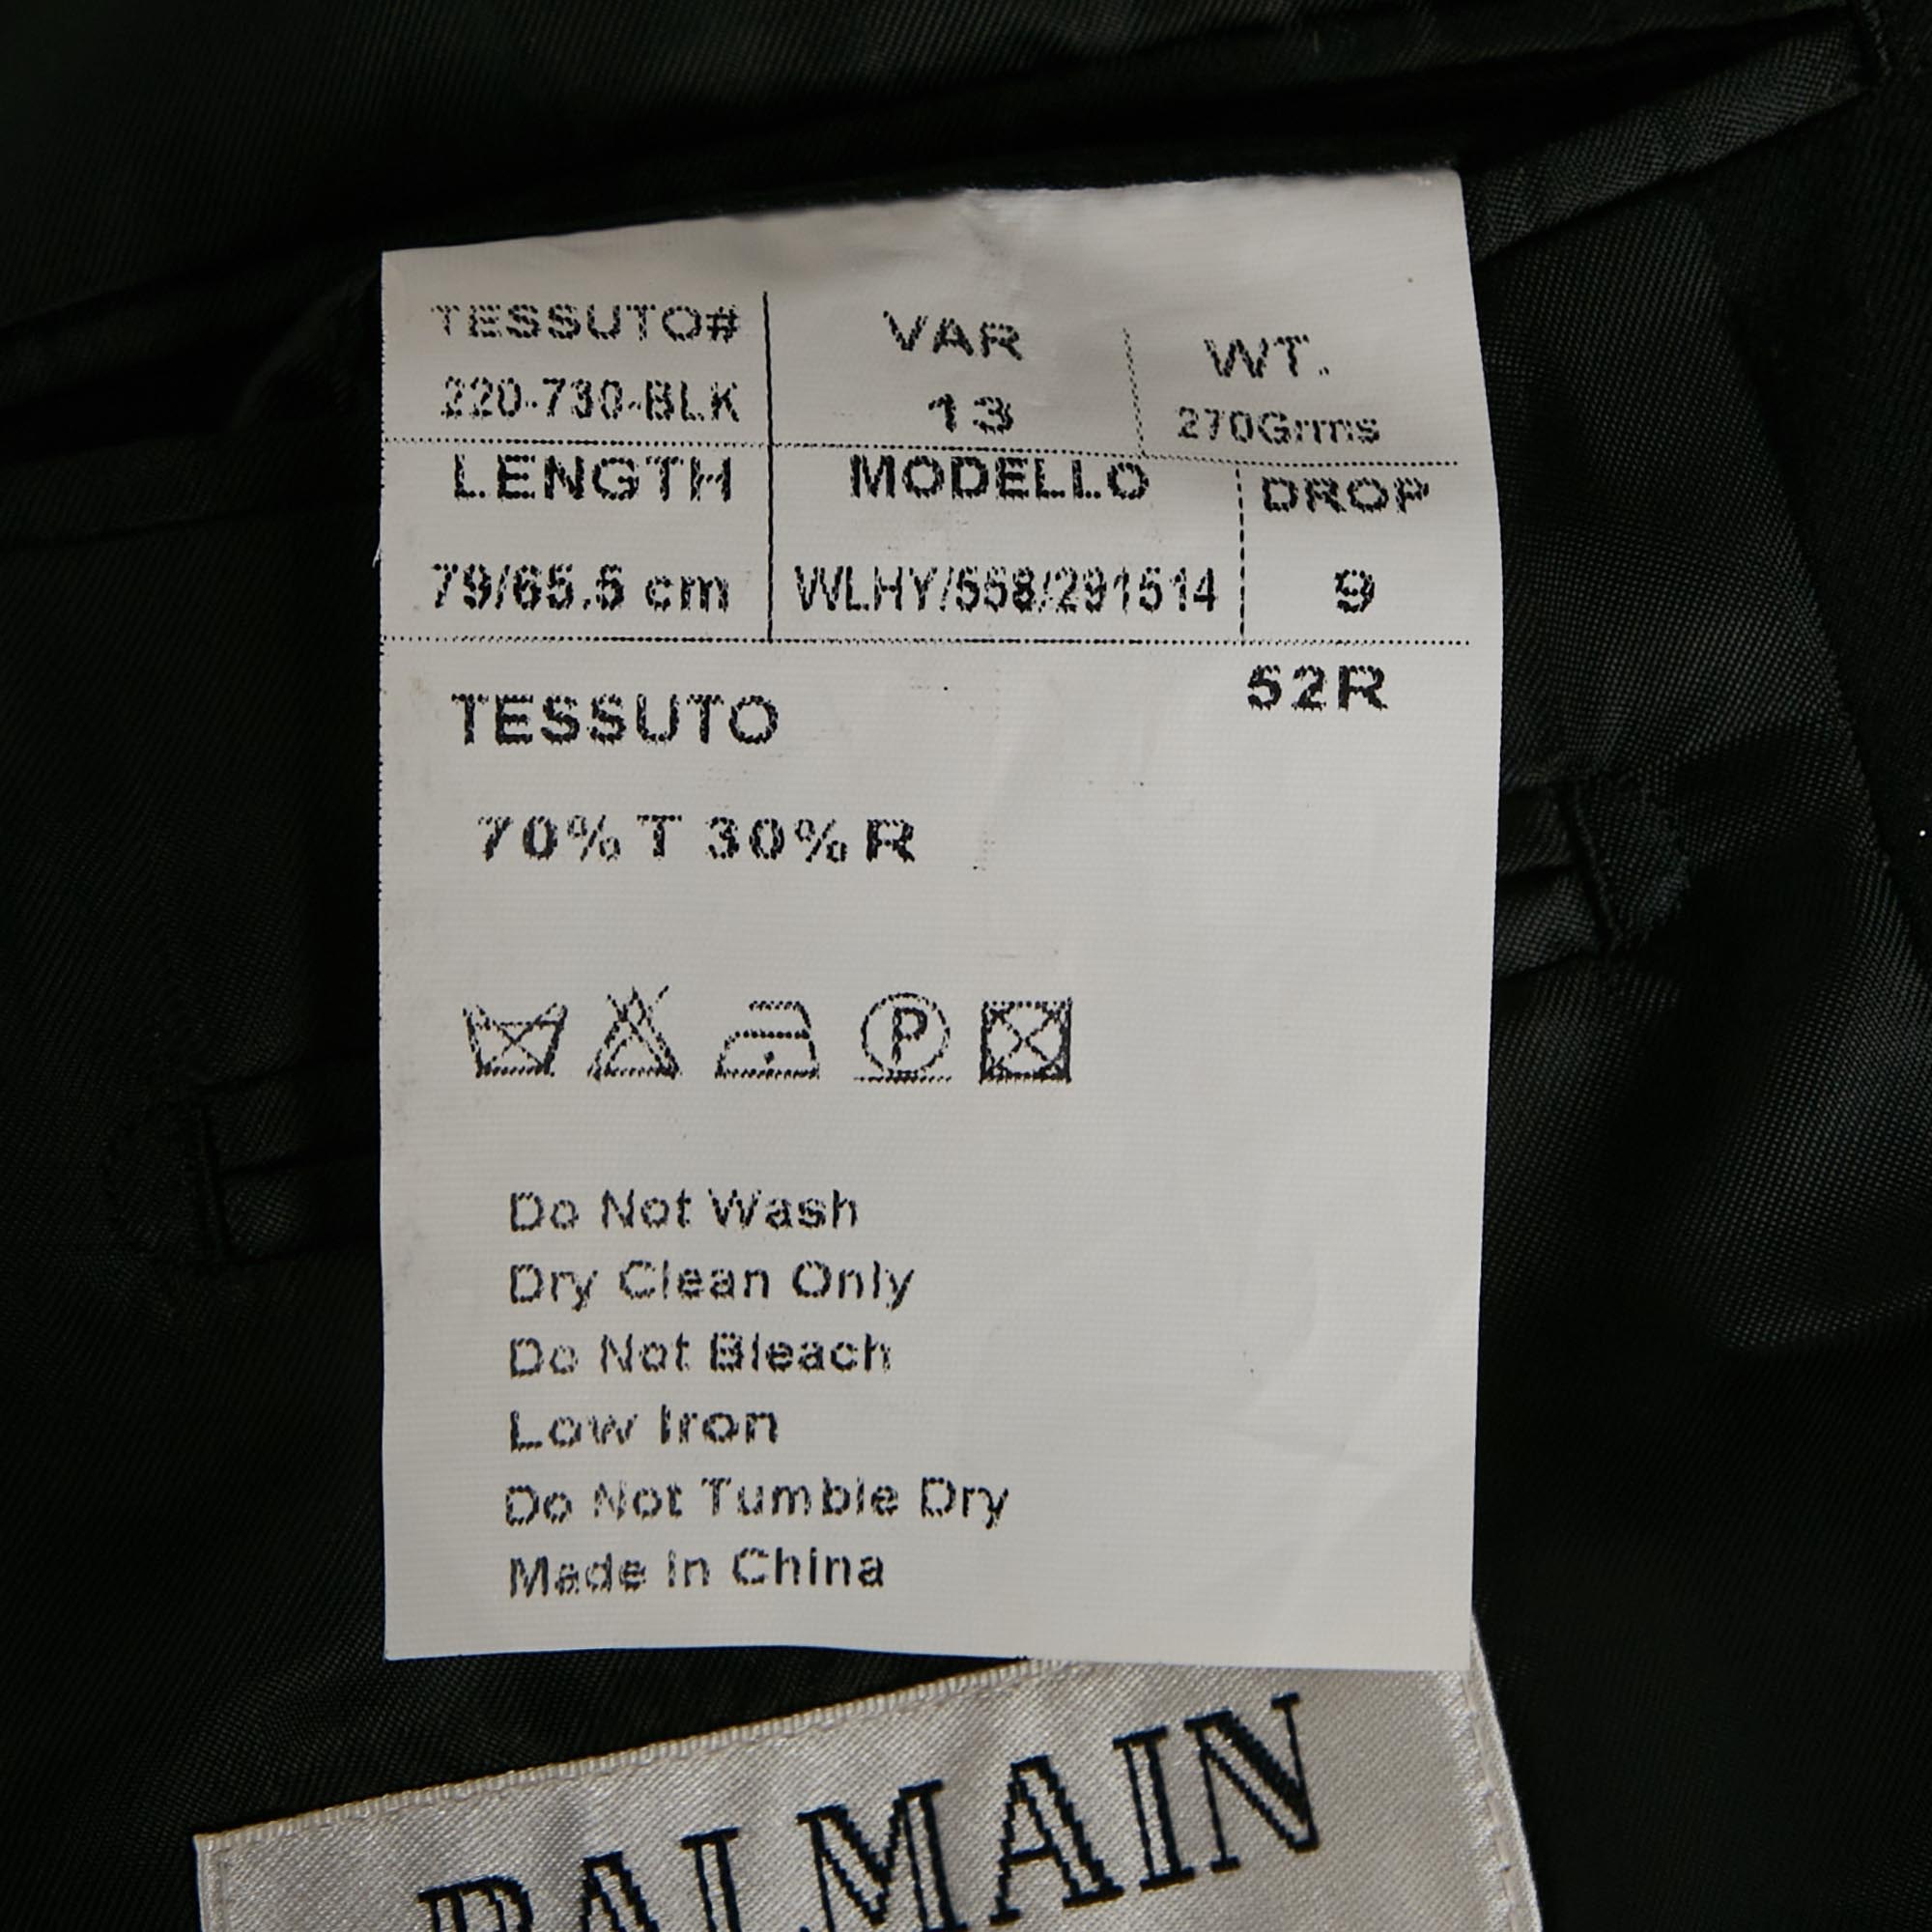 TESSUTO# VAR WT.
220-730-BLK 13 270Grms
LENGTH MODELLO DROP
79/65.5 cm WLHY/558/291514 9
52R
TESSUTO
70% T 30% R
P
Do Not Wash
Dry Clean Only
Do Not Bleach
Low Iron
Do Not Tumble Dry
Made in China
BALMAIN